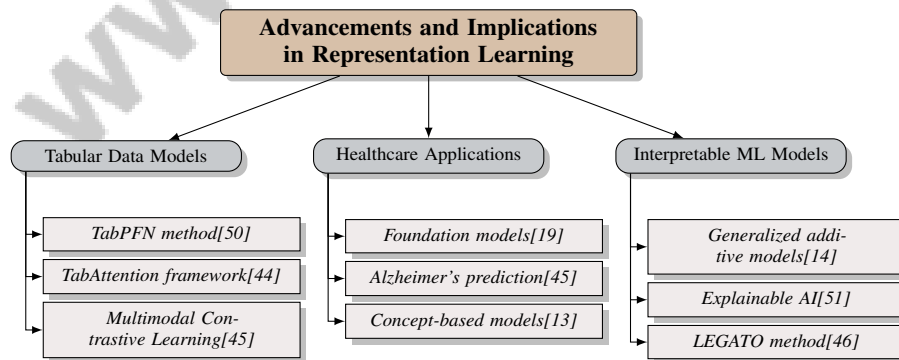 Advancements and Implications
in Representation Learning
Tabular Data Models
Healthcare Applications
Interpretable ML Models
TabPFN method[50]
TabAttention framework[44]
Multimodal Con-
trastive Learning[45]
Foundation models[19]
Alzheimer's prediction[45]
Concept-based models[13]
Generalized addi-
tive models[14]
Explainable AI[51]
LEGATO method[46]